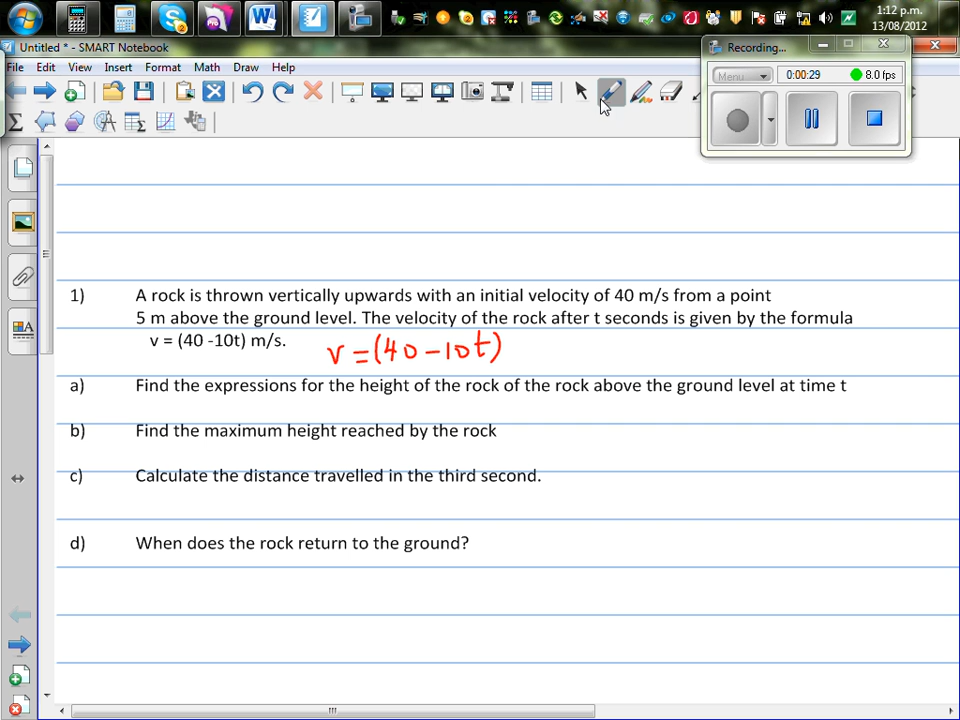 1:12 p.m.
13/08/2012
Untitled * - SMART Notebook
Recording...
File Edit View Insert Format Math Draw Help
Menu 0:00:29 8.0 fps
1) A rock is thrown vertically upwards with an initial velocity of 40 m/s from a point
5 m above the ground level. The velocity of the rock after t seconds is given by the formula
v = (40 -10t) m/s.
v = (40 - 10t)
a) Find the expressions for the height of the rock of the rock above the ground level at time t
b) Find the maximum height reached by the rock
c) Calculate the distance travelled in the third second.
d) When does the rock return to the ground?